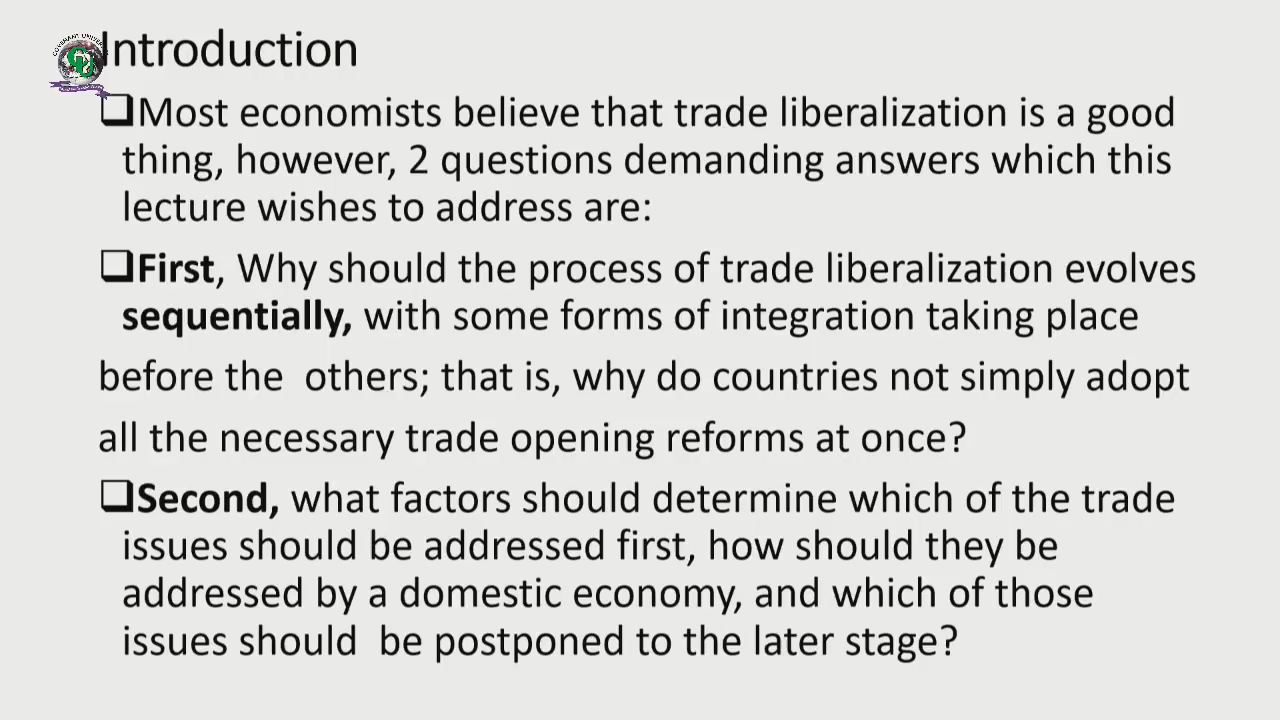 Introduction
COVENANT UNIVERSITY
❑Most economists believe that trade liberalization is a good
thing, however, 2 questions demanding answers which this
lecture wishes to address are:
❑First, Why should the process of trade liberalization evolves
sequentially, with some forms of integration taking place
before the  others; that is, why do countries not simply adopt
all the necessary trade opening reforms at once?
❑Second, what factors should determine which of the trade
issues should be addressed first, how should they be
addressed by a domestic economy, and which of those
issues should  be postponed to the later stage?